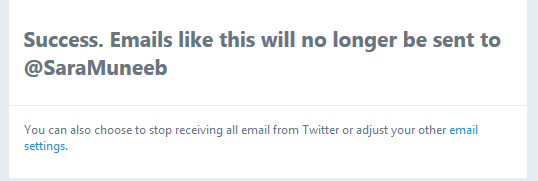 Success. Emails like this will no longer be sent to
@SaraMuneeb
You can also choose to stop receiving all email from Twitter or adjust your other email
settings.